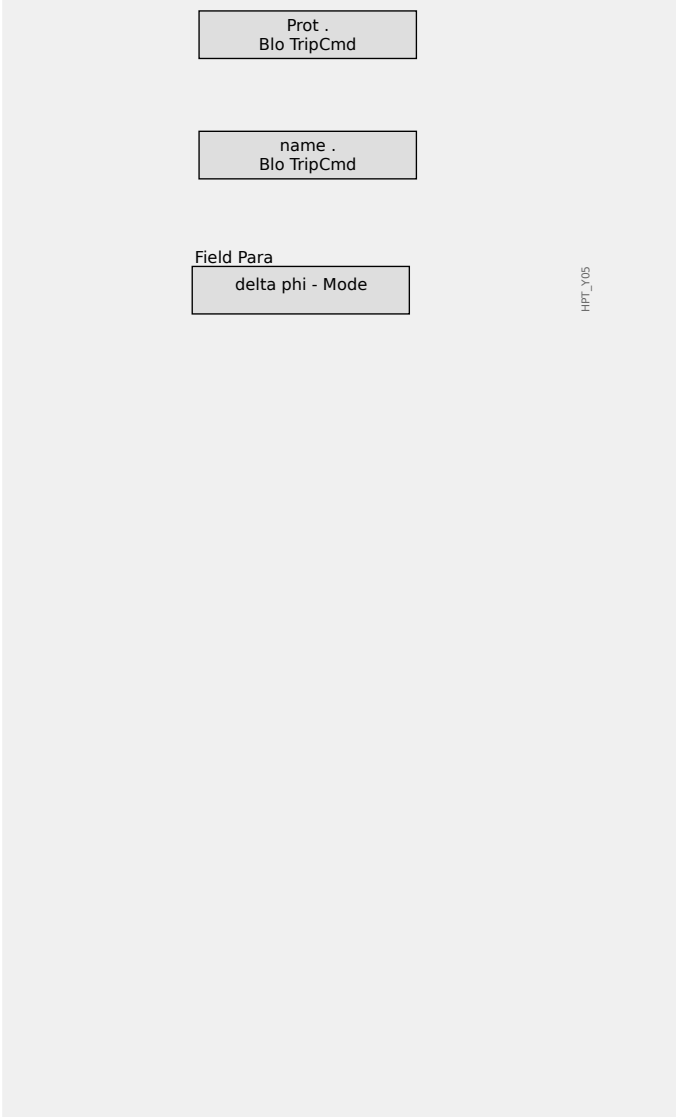 Prot .
Blo TripCmd
name .
Blo TripCmd
Field Para
delta phi - Mode
HPT_Y05